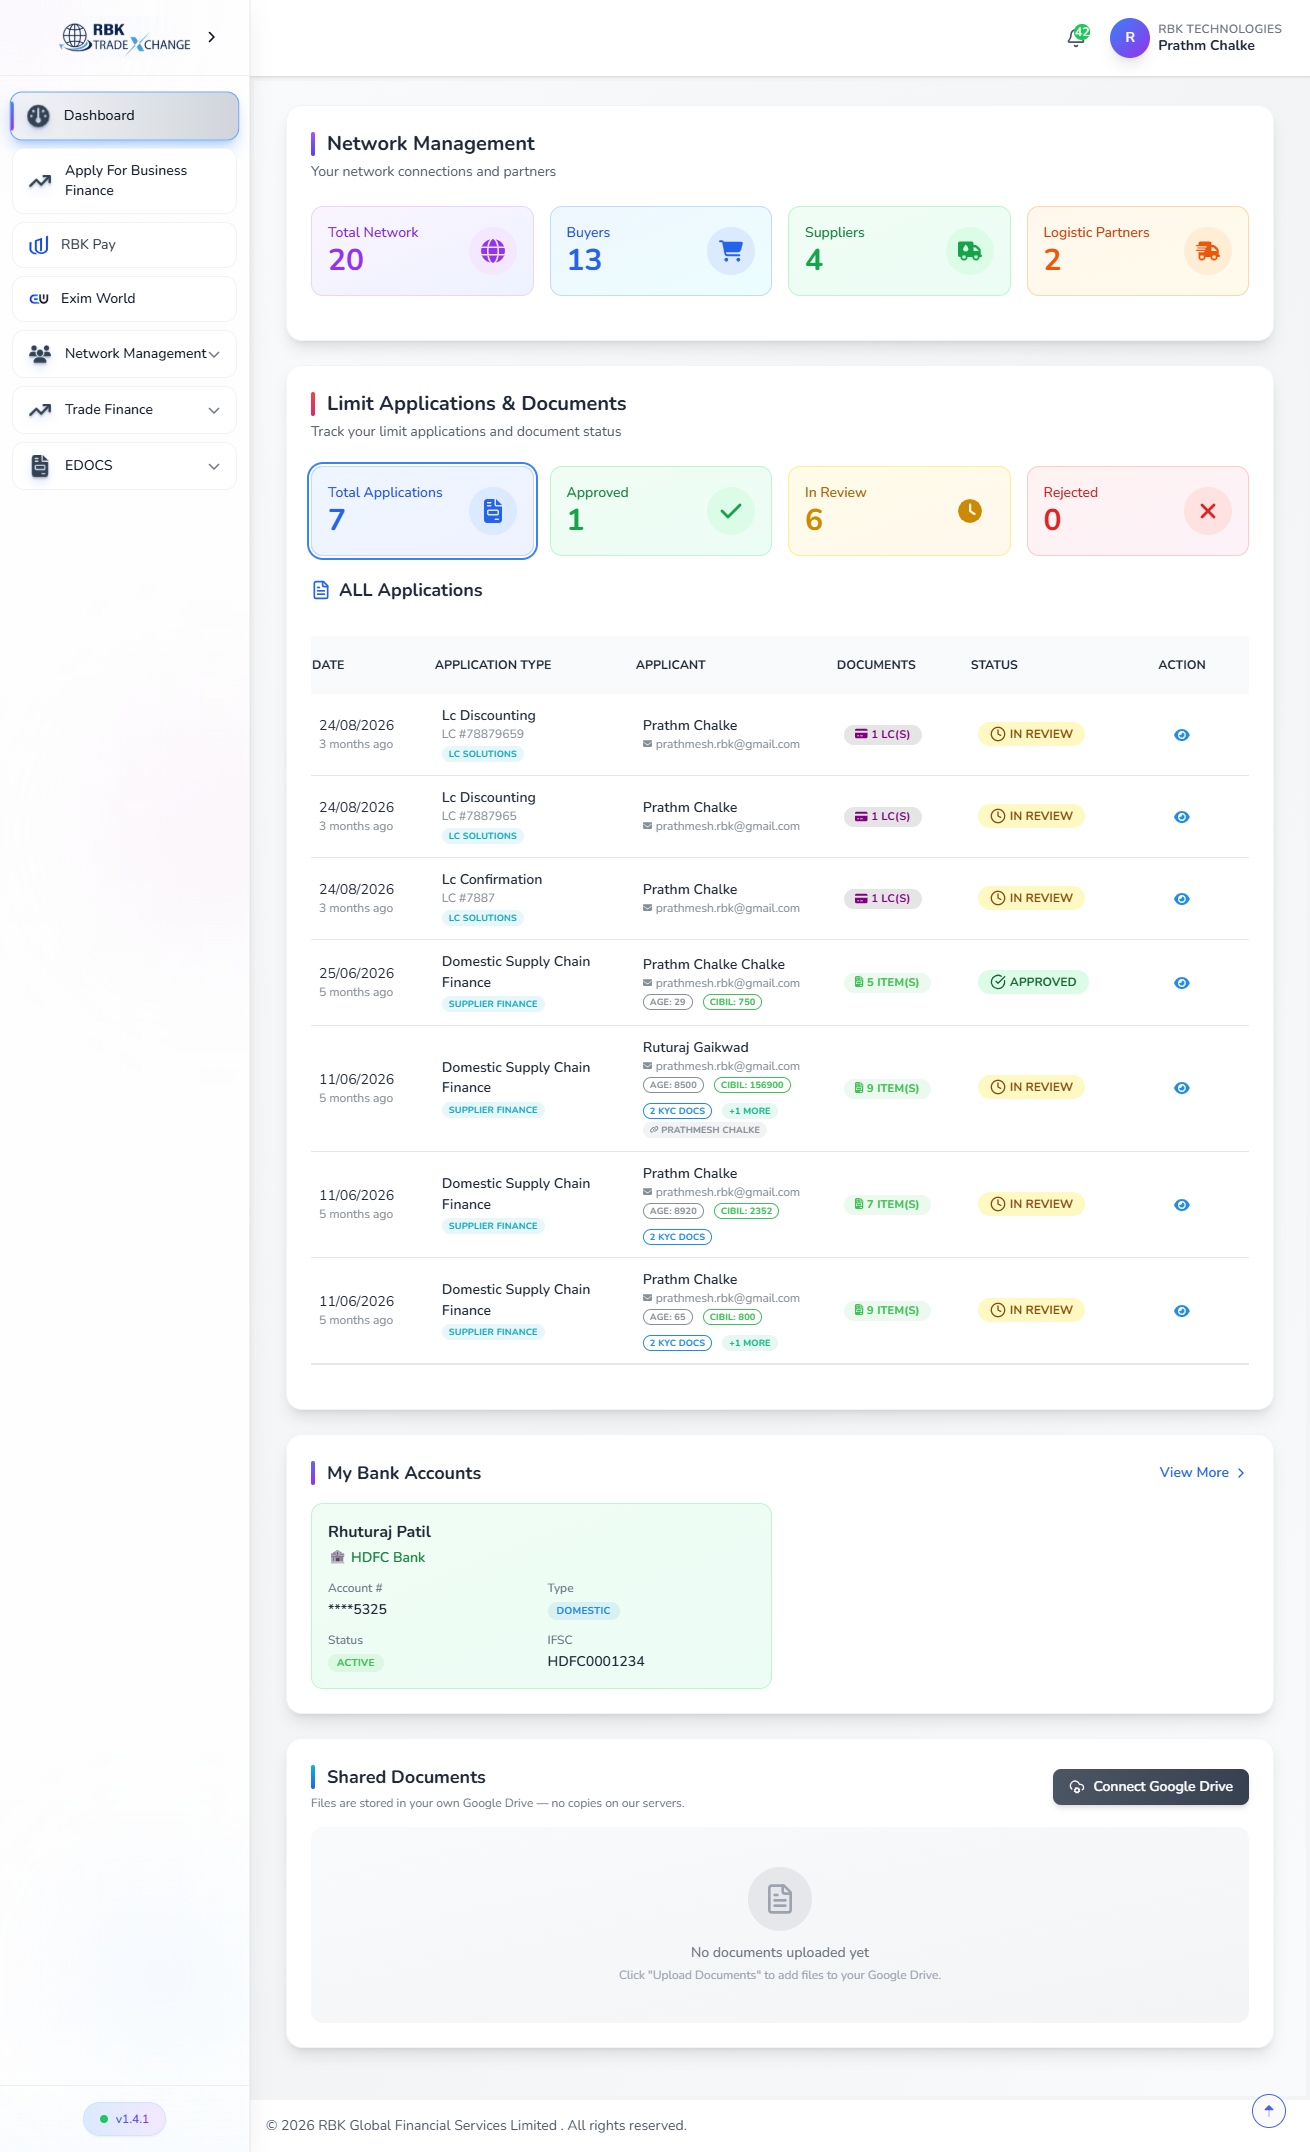 RBK
TRADEXCHANGE
42
R
RBK TECHNOLOGIES
Prathm Chalke
Dashboard
Apply For Business
Finance
RBK Pay
Exim World
Network Management
Trade Finance
EDOCS
v1.4.1
Network Management
Your network connections and partners
Total Network
20
Buyers
13
Suppliers
4
Logistic Partners
2
Limit Applications & Documents
Track your limit applications and document status
Total Applications
7
Approved
1
In Review
6
Rejected
0
ALL Applications
DATE APPLICATION TYPE APPLICANT DOCUMENTS STATUS ACTION
24/08/2026
3 months ago
Lc Discounting
LC #78879659
LC SOLUTIONS
Prathm Chalke
prathmesh.rbk@gmail.com
1 LC(S)
IN REVIEW
24/08/2026
3 months ago
Lc Discounting
LC #7887965
LC SOLUTIONS
Prathm Chalke
prathmesh.rbk@gmail.com
1 LC(S)
IN REVIEW
24/08/2026
3 months ago
Lc Confirmation
LC #7887
LC SOLUTIONS
Prathm Chalke
prathmesh.rbk@gmail.com
1 LC(S)
IN REVIEW
25/06/2026
5 months ago
Domestic Supply Chain
Finance
SUPPLIER FINANCE
Prathm Chalke Chalke
prathmesh.rbk@gmail.com
AGE: 29 CIBIL: 750
5 ITEM(S)
APPROVED
11/06/2026
5 months ago
Domestic Supply Chain
Finance
SUPPLIER FINANCE
Ruturaj Gaikwad
prathmesh.rbk@gmail.com
AGE: 8500 CIBIL: 156900
2 KYC DOCS +1 MORE
PRATHMESH CHALKE
9 ITEM(S)
IN REVIEW
11/06/2026
5 months ago
Domestic Supply Chain
Finance
SUPPLIER FINANCE
Prathm Chalke
prathmesh.rbk@gmail.com
AGE: 8920 CIBIL: 2352
2 KYC DOCS
7 ITEM(S)
IN REVIEW
11/06/2026
5 months ago
Domestic Supply Chain
Finance
SUPPLIER FINANCE
Prathm Chalke
prathmesh.rbk@gmail.com
AGE: 65 CIBIL: 800
2 KYC DOCS +1 MORE
9 ITEM(S)
IN REVIEW
My Bank Accounts
View More
Rhuturaj Patil
HDFC Bank
Account # Type
****5325 DOMESTIC
Status IFSC
ACTIVE HDFC0001234
Shared Documents
Files are stored in your own Google Drive — no copies on our servers.
Connect Google Drive
No documents uploaded yet
Click "Upload Documents" to add files to your Google Drive.
© 2026 RBK Global Financial Services Limited . All rights reserved.